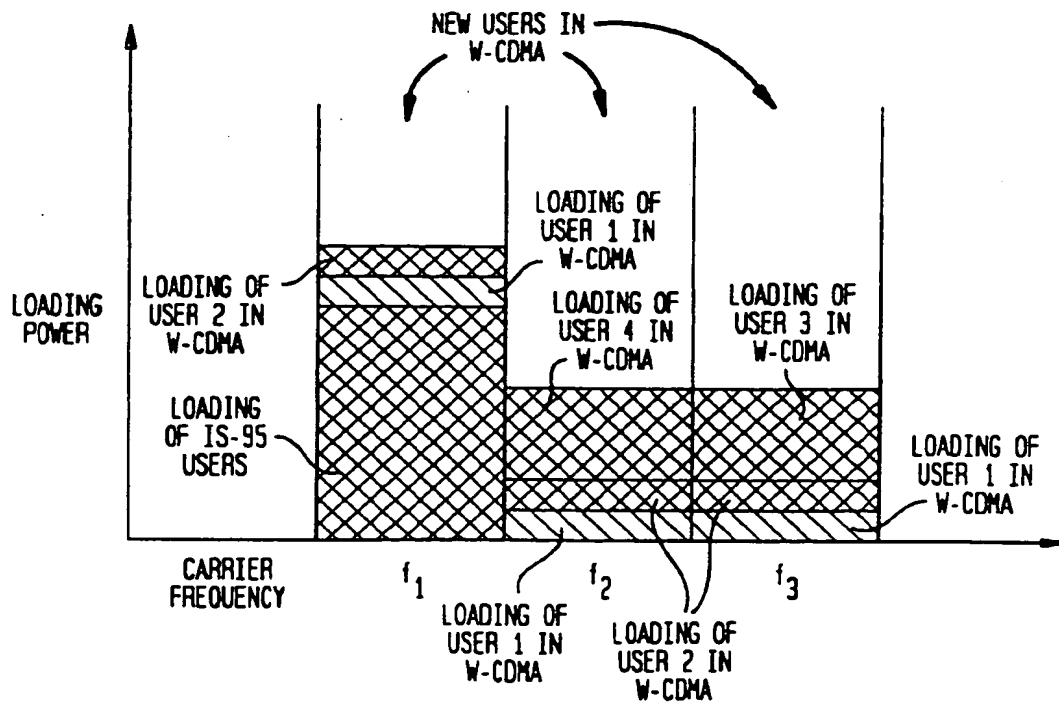 NEW USERS IN
W-CDMA
LOADING OF
USER 1 IN
W-CDMA
LOADING OF
USER 2 IN
W-CDMA
LOADING
POWER
LOADING OF
USER 4 IN
W-CDMA
LOADING OF
USER 3 IN
W-CDMA
LOADING
OF IS-95
USERS
LOADING OF
USER 1 IN
W-CDMA
CARRIER
FREQUENCY
f1
f2
f3
LOADING OF
USER 1 IN
W-CDMA
LOADING OF
USER 2 IN
W-CDMA